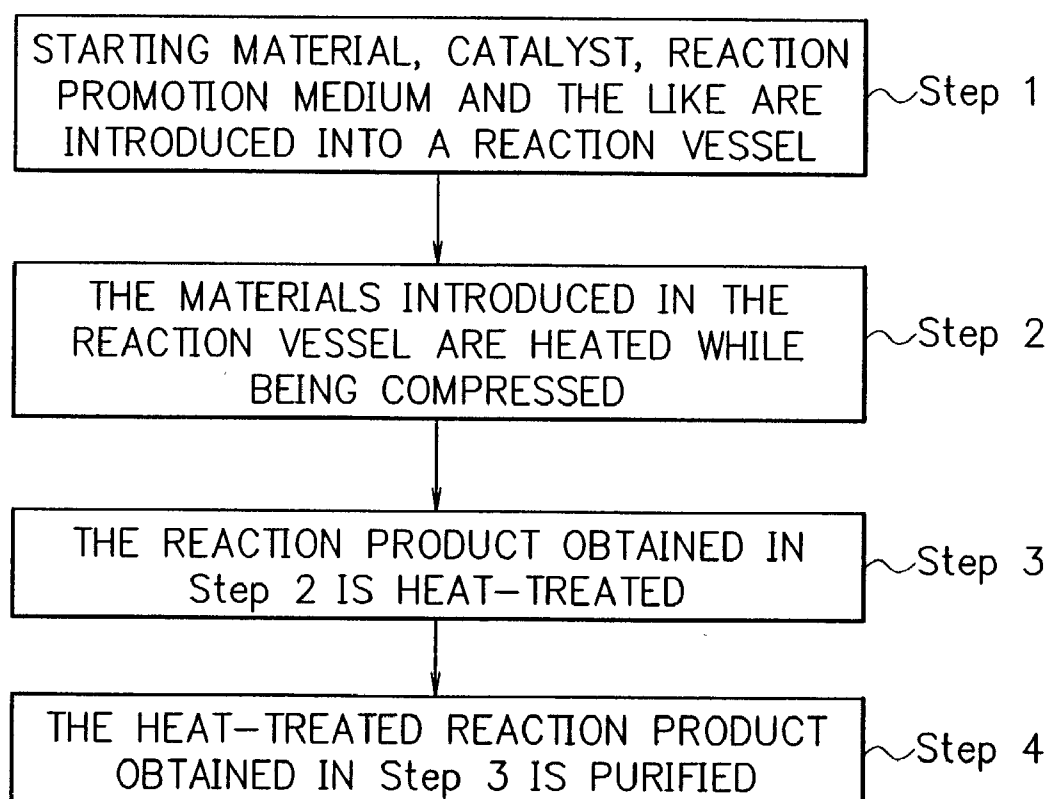 STARTING MATERIAL, CATALYST, REACTION
PROMOTION MEDIUM AND THE LIKE ARE
INTRODUCED INTO A REACTION VESSEL
Step 1
THE MATERIALS INTRODUCED IN THE
REACTION VESSEL ARE HEATED WHILE
BEING COMPRESSED
Step 2
THE REACTION PRODUCT OBTAINED IN
Step 2 IS HEAT-TREATED
Step 3
THE HEAT-TREATED REACTION PRODUCT
OBTAINED IN Step 3 IS PURIFIED
Step 4